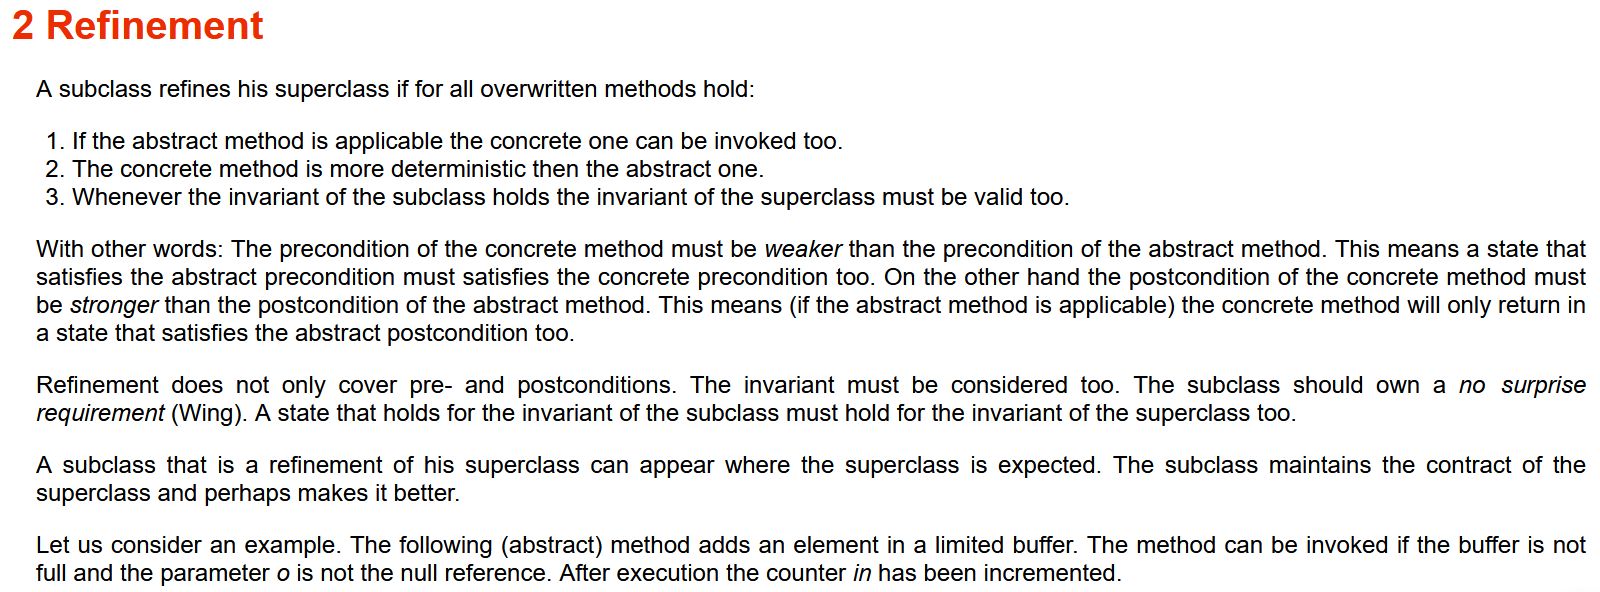 2 Refinement
A subclass refines his superclass if for all overwritten methods hold:
1. If the abstract method is applicable the concrete one can be invoked too.
2. The concrete method is more deterministic then the abstract one.
3. Whenever the invariant of the subclass holds the invariant of the superclass must be valid too.
With other words: The precondition of the concrete method must be weaker than the precondition of the abstract method. This means a state that
satisfies the abstract precondition must satisfies the concrete precondition too. On the other hand the postcondition of the concrete method must
be stronger than the postcondition of the abstract method. This means (if the abstract method is applicable) the concrete method will only return in
a state that satisfies the abstract postcondition too.
Refinement does not only cover pre- and postconditions. The invariant must be considered too. The subclass should own a no surprise
requirement (Wing). A state that holds for the invariant of the subclass must hold for the invariant of the superclass too.
A subclass that is a refinement of his superclass can appear where the superclass is expected. The subclass maintains the contract of the
superclass and perhaps makes it better.
Let us consider an example. The following (abstract) method adds an element in a limited buffer. The method can be invoked if the buffer is not
full and the parameter o is not the null reference. After execution the counter in has been incremented.